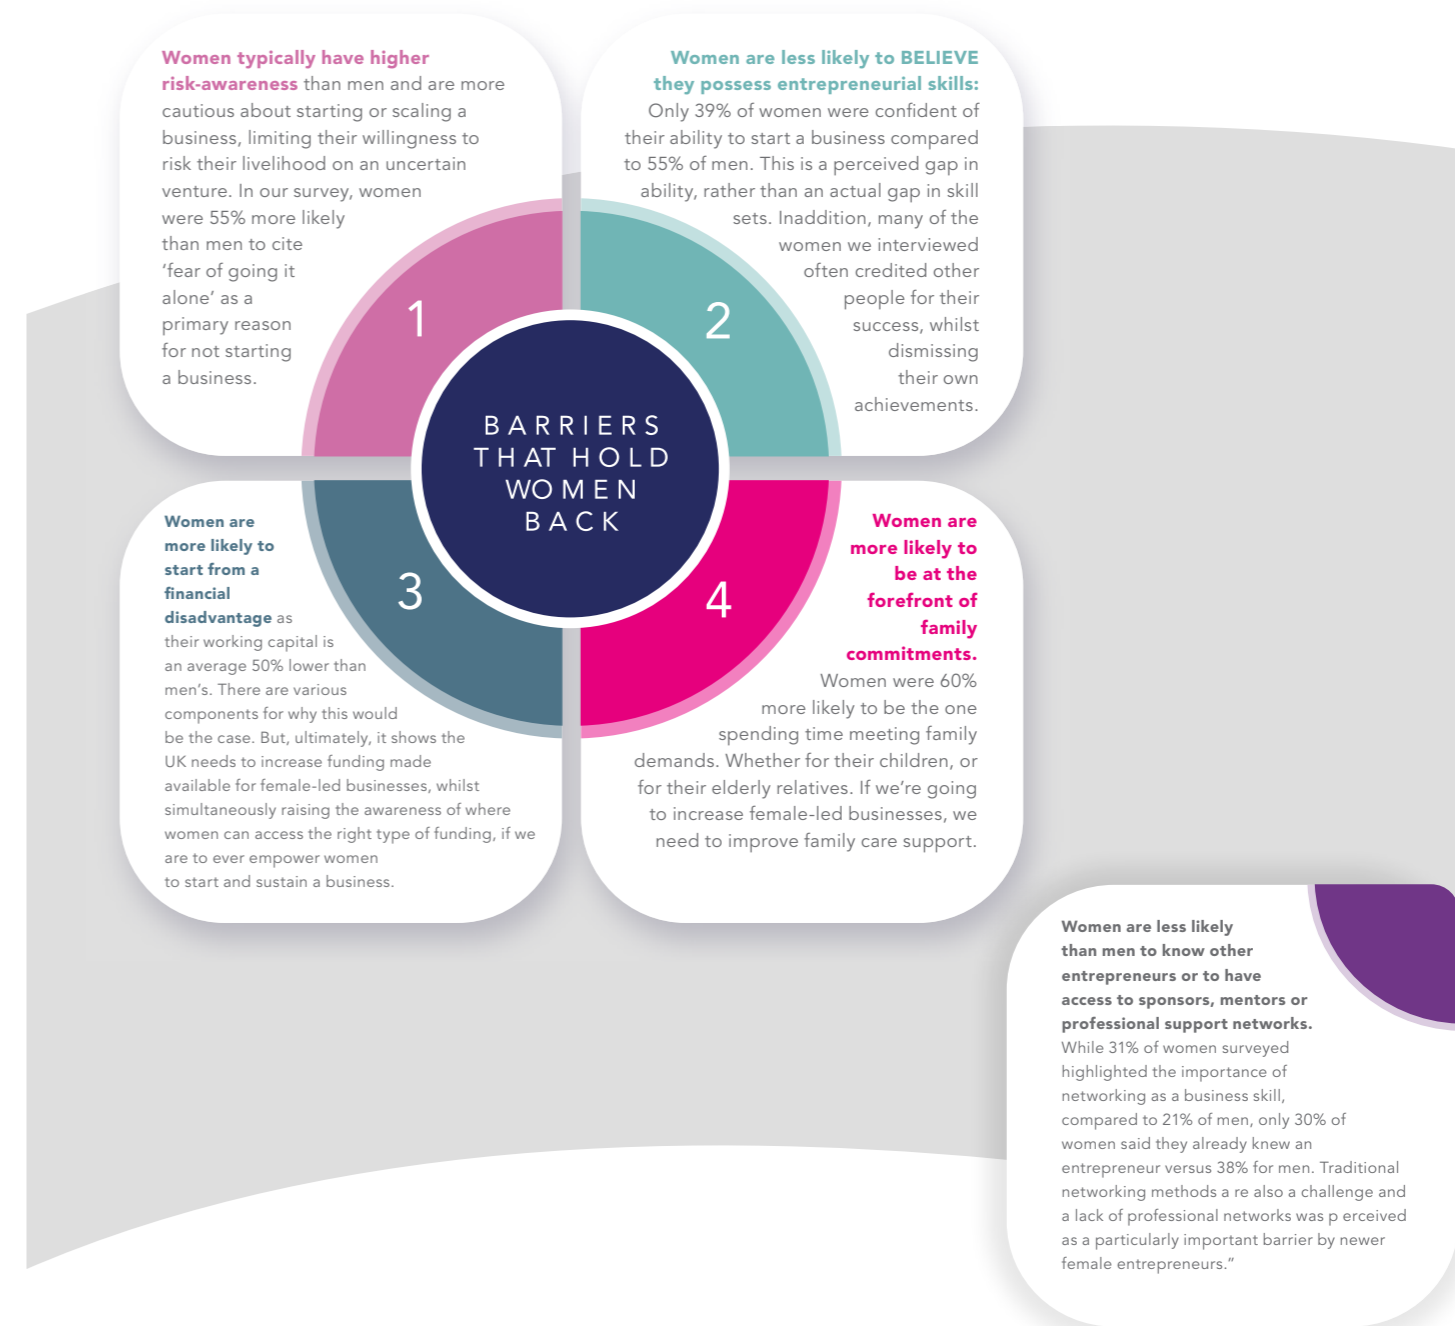 Women typically have higher
risk-awareness than men and are more
cautious about starting or scaling a
business, limiting their willingness to
risk their livelihood on an uncertain
venture. In our survey, women
were 55% more likely
than men to cite
‘fear of going it
alone’ as a
primary reason
for not starting
a business.
1
Women are less likely to BELIEVE
they possess entrepreneurial skills:
Only 39% of women were confident of
their ability to start a business compared
to 55% of men. This is a perceived gap in
ability, rather than an actual gap in skill
sets. Inaddition, many of the
women we interviewed
often credited other
people for their
success, whilst
dismissing
their own
achievements.
2
BARRIERS
THAT HOLD
WOMEN
BACK
Women are
more likely to
start from a
financial
disadvantage as
their working capital is
an average 50% lower than
men’s. There are various
components for why this would
be the case. But, ultimately, it shows the
UK needs to increase funding made
available for female-led businesses, whilst
simultaneously raising the awareness of where
women can access the right type of funding, if we
are to ever empower women
to start and sustain a business.
3
Women are
more likely to
be at the
forefront of
family
commitments.
Women were 60%
more likely to be the one
spending time meeting family
demands. Whether for their children, or
for their elderly relatives. If we’re going
to increase female-led businesses, we
need to improve family care support.
4
Women are less likely
than men to know other
entrepreneurs or to have
access to sponsors, mentors or
professional support networks.
While 31% of women surveyed
highlighted the importance of
networking as a business skill,
compared to 21% of men, only 30% of
women said they already knew an
entrepreneur versus 38% for men. Traditional
networking methods a re also a challenge and
a lack of professional networks was p erceived
as a particularly important barrier by newer
female entrepreneurs.”